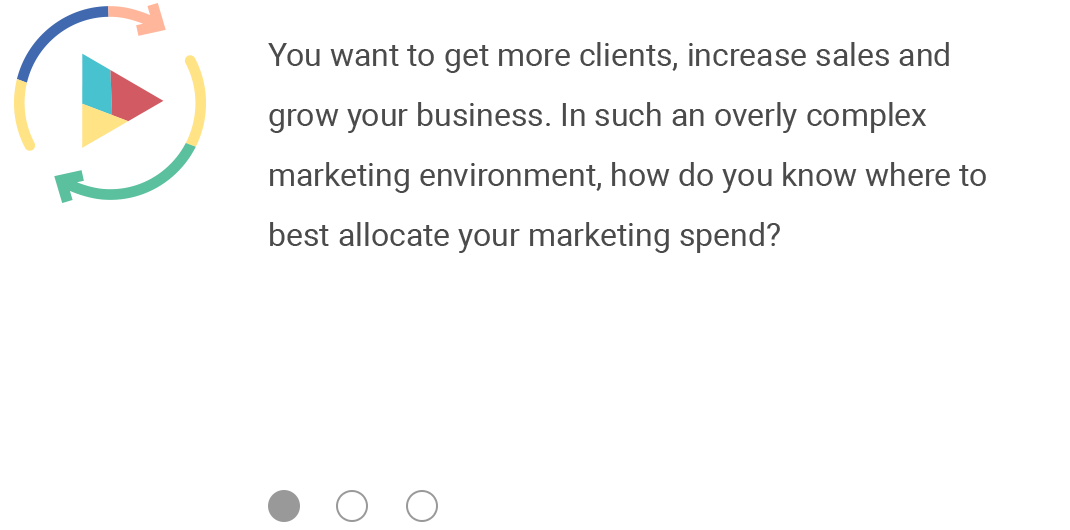 You want to get more clients, increase sales and
grow your business. In such an overly complex
marketing environment, how do you know where to
best allocate your marketing spend?